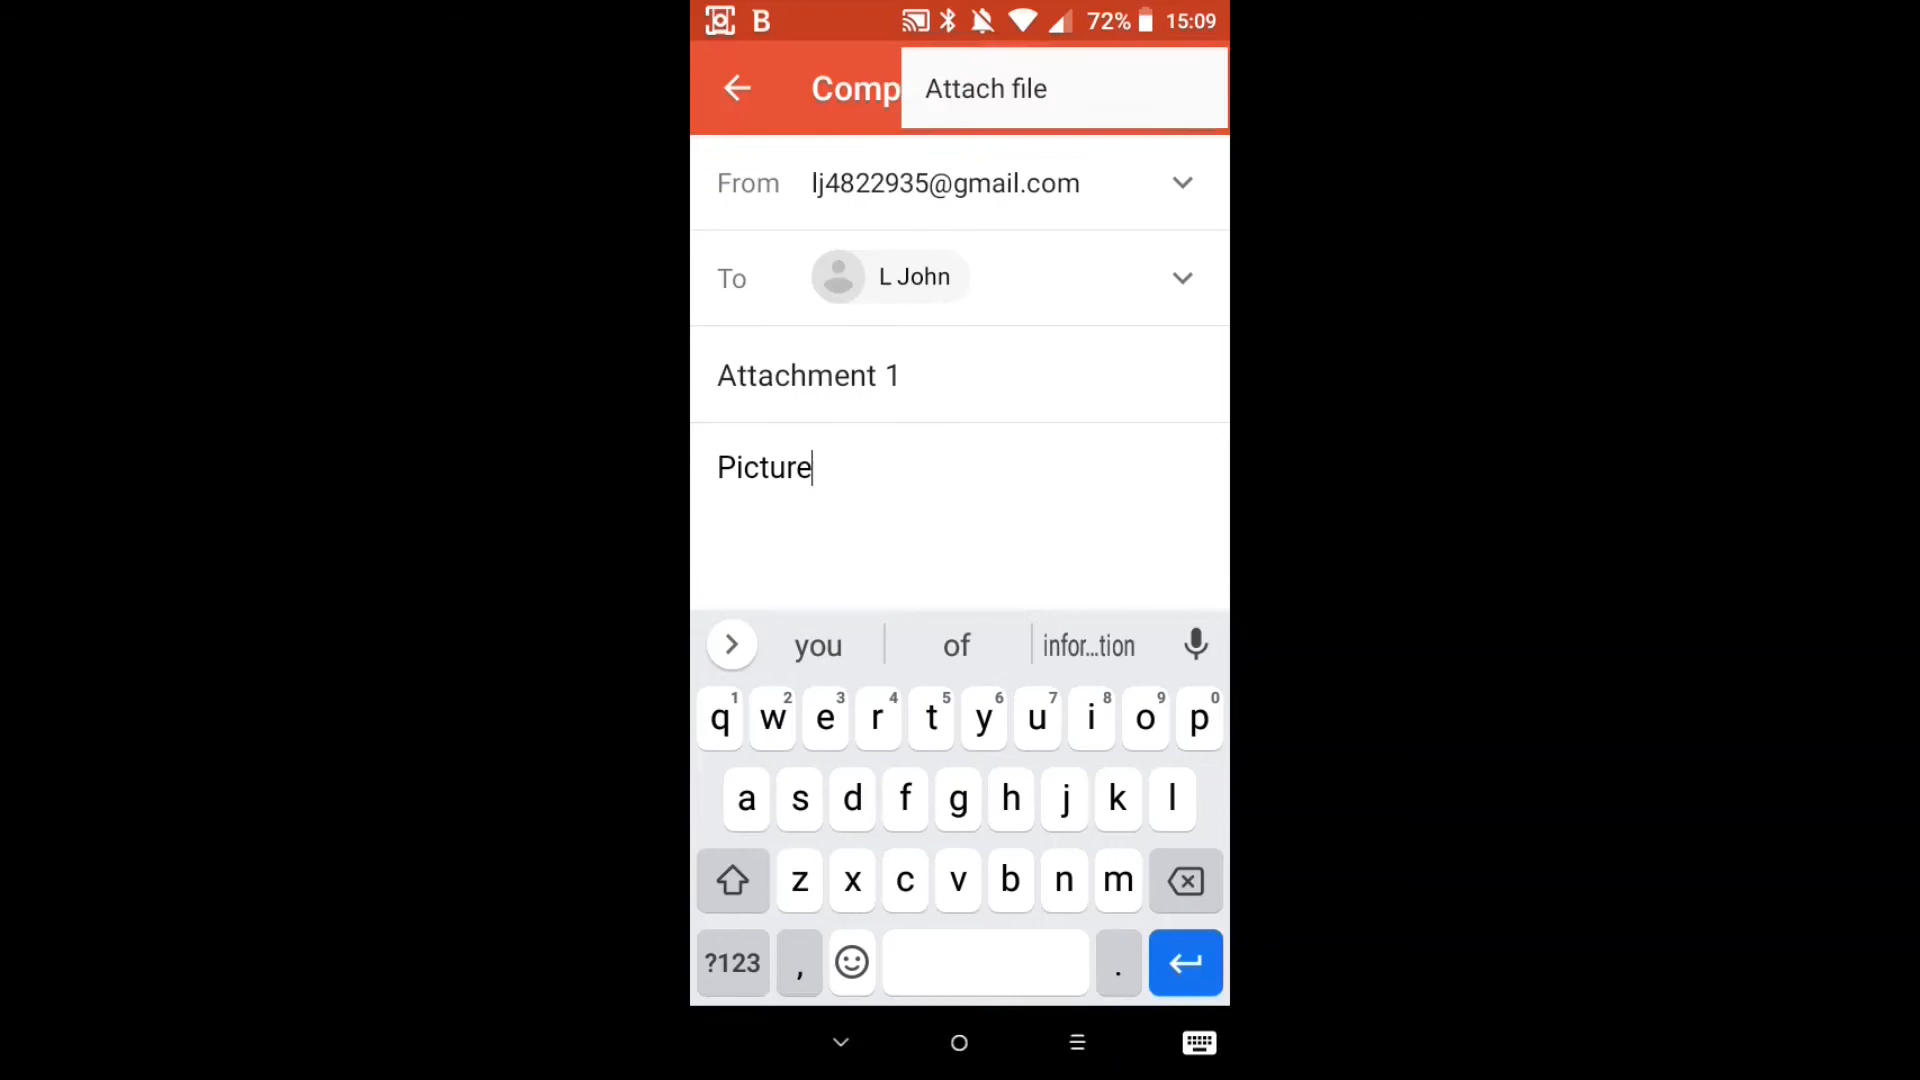 B 72% 15:09
Comp Attach file
From lj4822935@gmail.com
To L John
Attachment 1
Picture
you of infor...tion
q1 w2 e3 r4 t5 y6 u7 i8 o9 p0
a s d f g h j k l
z x c v b n m
?123 , .